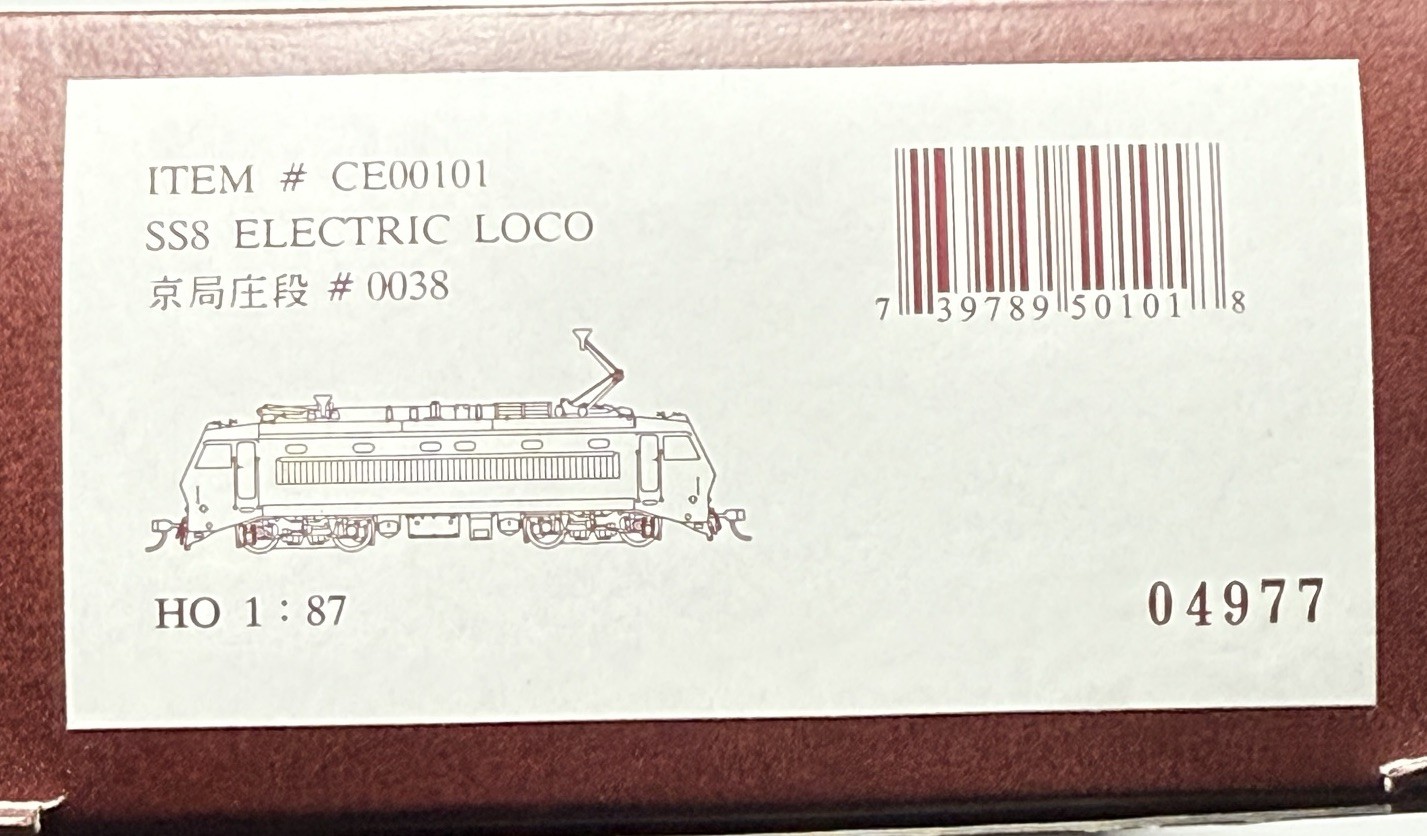 ITEM # CE00101
SS8 ELECTRIC LOCO
京局庄段 # 0038
7 39789 50101 8
HO 1:87
04977